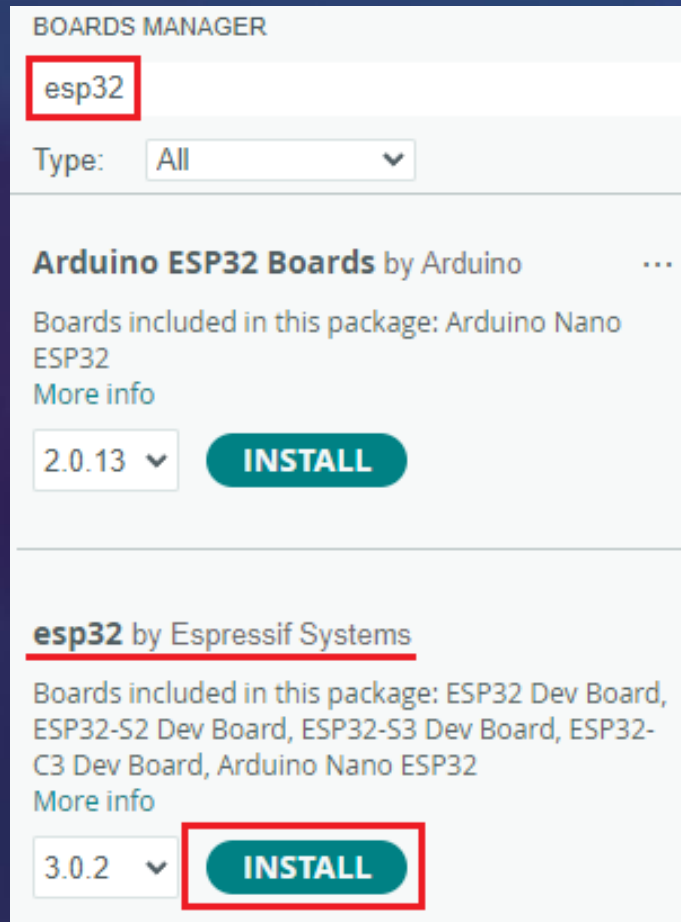 BOARDS MANAGER
esp32
Type: All
Arduino ESP32 Boards by Arduino ...
Boards included in this package: Arduino Nano
ESP32
More info
2.0.13 INSTALL
esp32 by Espressif Systems
Boards included in this package: ESP32 Dev Board,
ESP32-S2 Dev Board, ESP32-S3 Dev Board, ESP32-
C3 Dev Board, Arduino Nano ESP32
More info
3.0.2 INSTALL